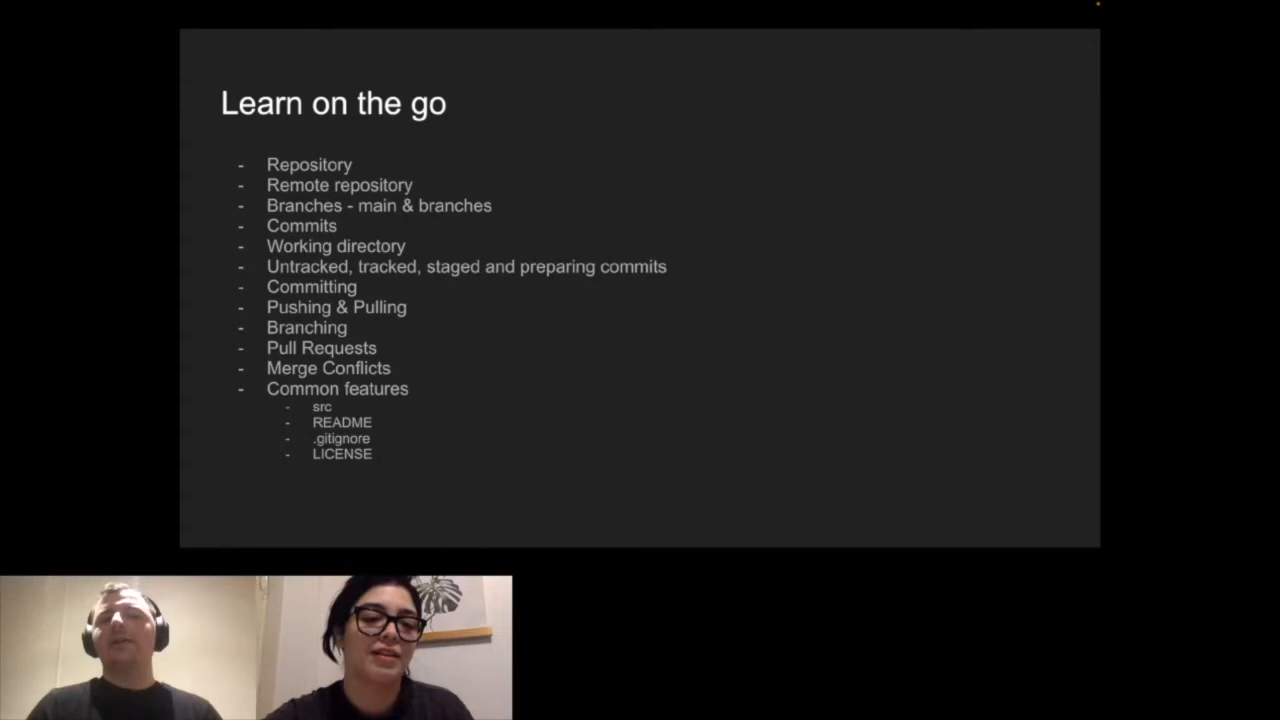 Learn on the go
- Repository
- Remote repository
- Branches - main & branches
- Commits
- Working directory
- Untracked, tracked, staged and preparing commits
- Committing
- Pushing & Pulling
- Branching
- Pull Requests
- Merge Conflicts
- Common features
- src
- README
- .gitignore
- LICENSE